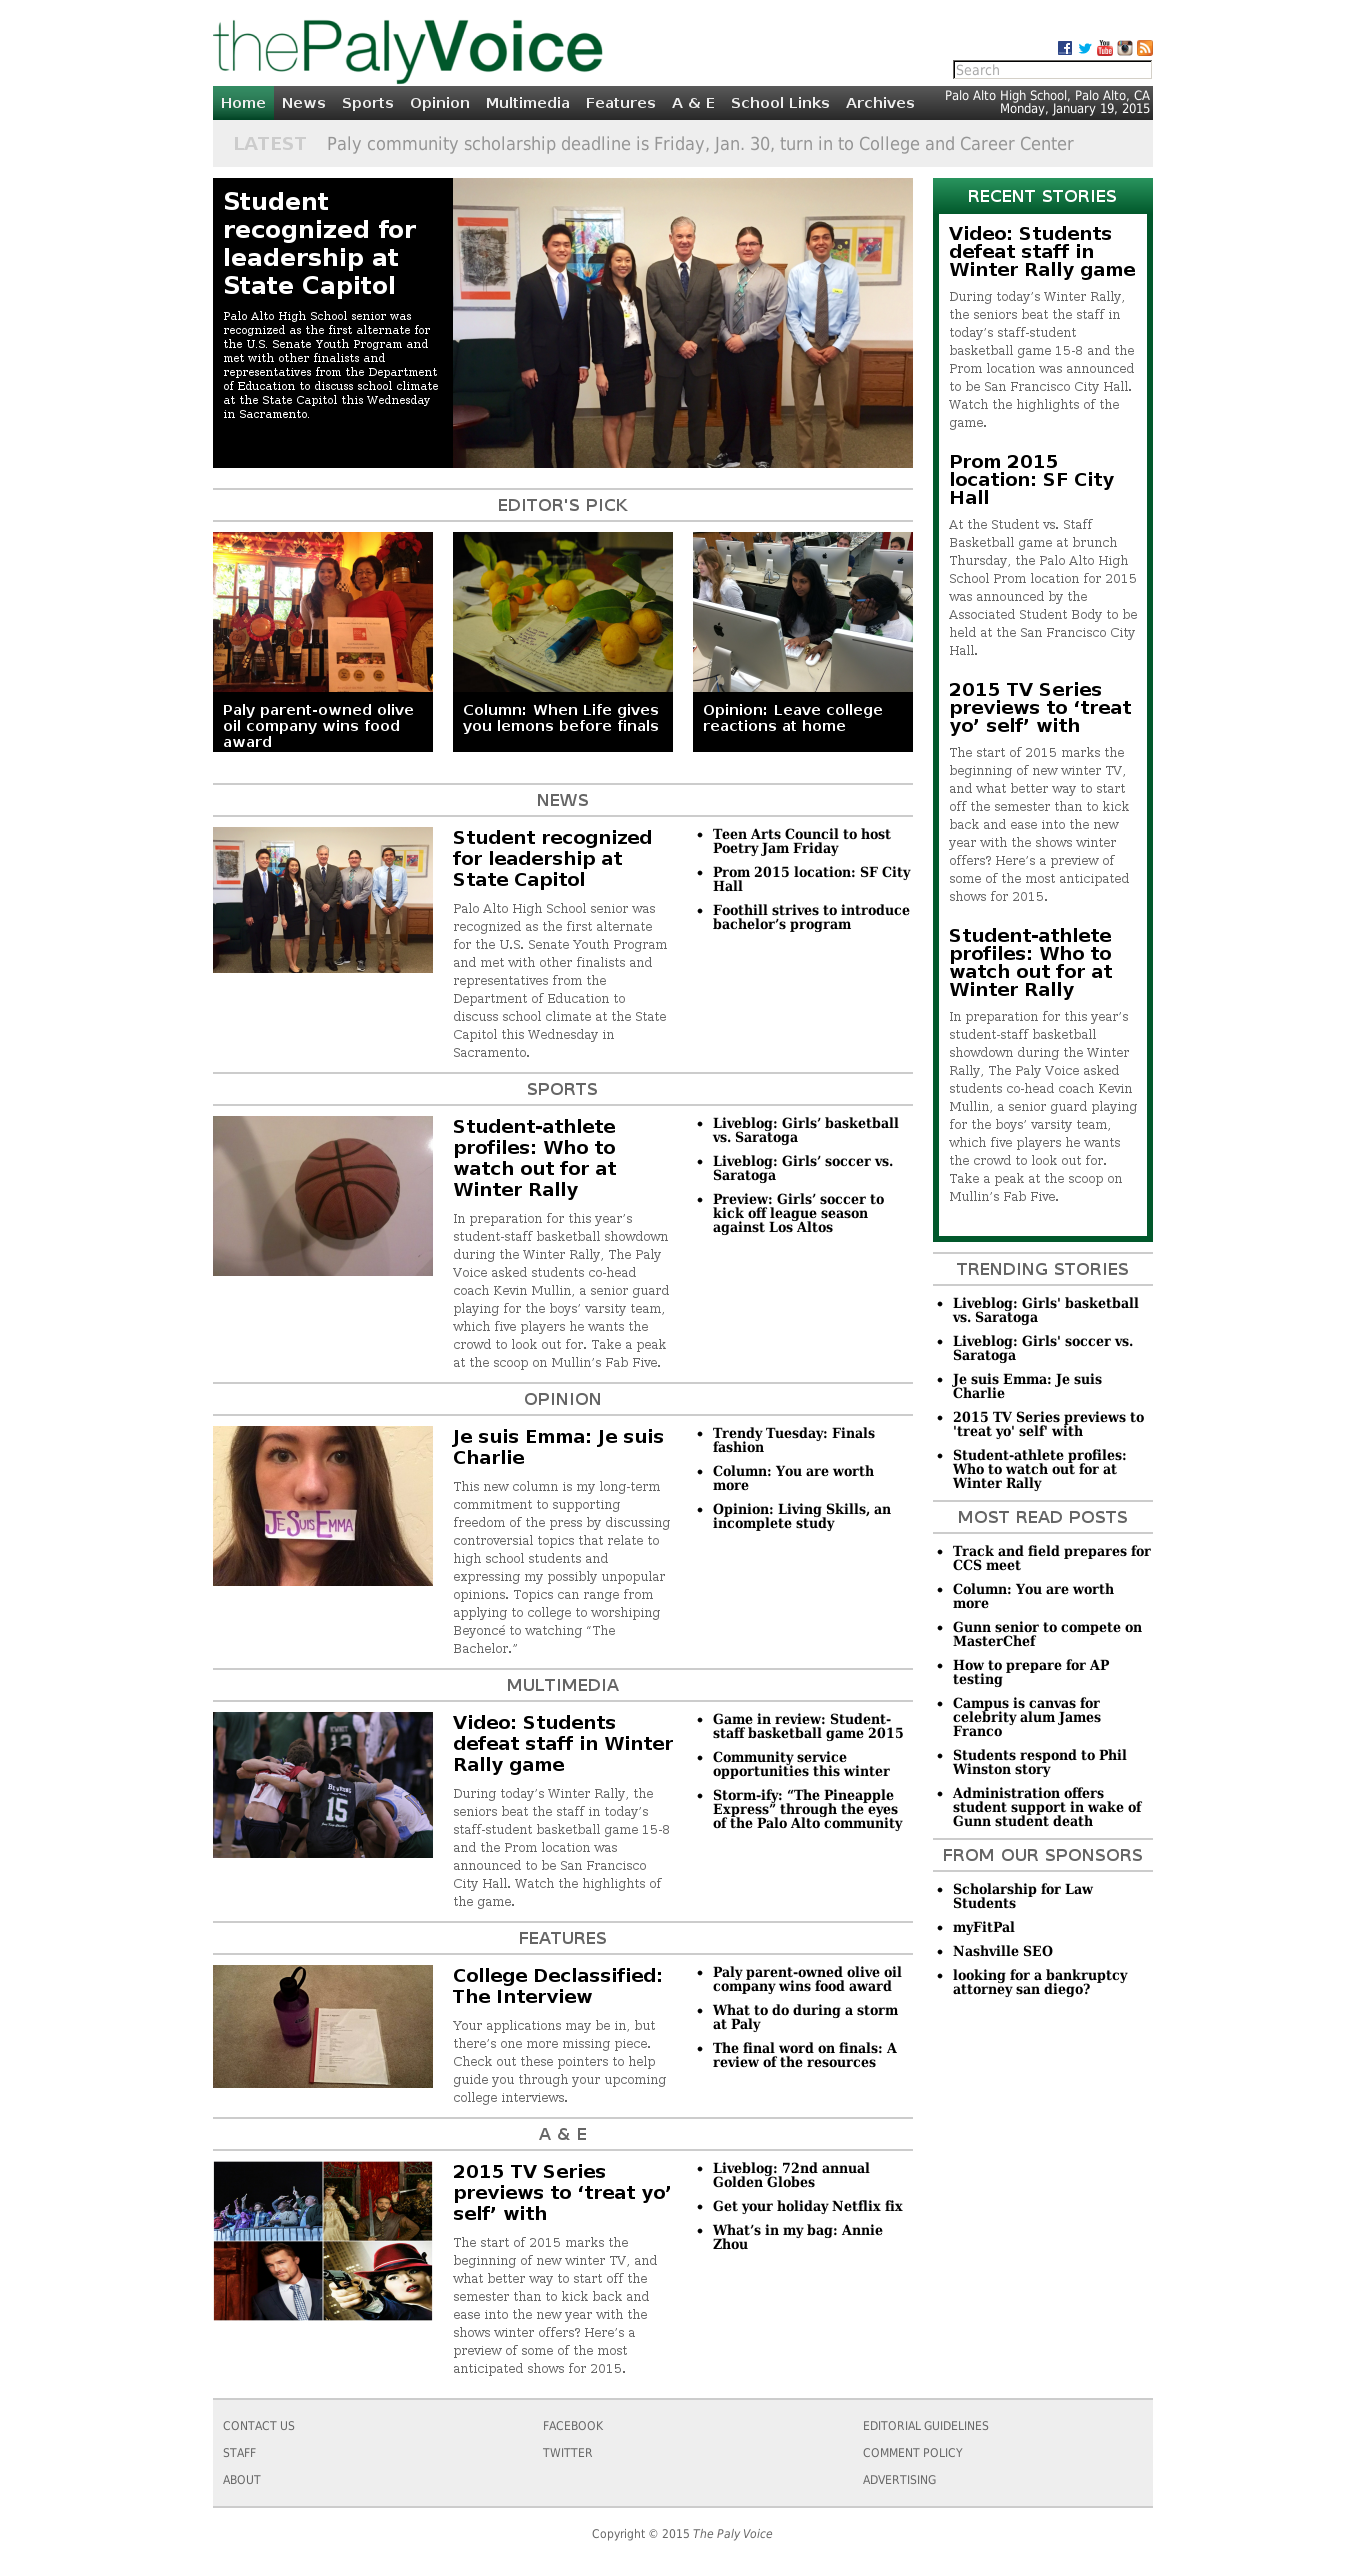 thePalyVoice
Search
Home News Sports Opinion Multimedia Features A & E School Links Archives
Palo Alto High School, Palo Alto, CA
Monday, January 19, 2015
LATEST Paly community scholarship deadline is Friday, Jan. 30, turn in to College and Career Center
Student
recognized for
leadership at
State Capitol
Palo Alto High School senior was
recognized as the first alternate for
the U.S. Senate Youth Program and
met with other finalists and
representatives from the Department
of Education to discuss school climate
at the State Capitol this Wednesday
in Sacramento.
EDITOR'S PICK
Paly parent-owned olive
oil company wins food
award
Column: When Life gives
you lemons before finals
Opinion: Leave college
reactions at home
NEWS
Student recognized
for leadership at
State Capitol
Palo Alto High School senior was
recognized as the first alternate
for the U.S. Senate Youth Program
and met with other finalists and
representatives from the
Department of Education to
discuss school climate at the State
Capitol this Wednesday in
Sacramento.
• Teen Arts Council to host
Poetry Jam Friday
• Prom 2015 location: SF City
Hall
• Foothill strives to introduce
bachelor’s program
SPORTS
Student-athlete
profiles: Who to
watch out for at
Winter Rally
In preparation for this year’s
student-staff basketball showdown
during the Winter Rally, The Paly
Voice asked students co-head
coach Kevin Mullin, a senior guard
playing for the boys’ varsity team,
which five players he wants the
crowd to look out for. Take a peak
at the scoop on Mullin’s Fab Five.
• Liveblog: Girls’ basketball
vs. Saratoga
• Liveblog: Girls’ soccer vs.
Saratoga
• Preview: Girls’ soccer to
kick off league season
against Los Altos
OPINION
JE SUIS EMMA
Je suis Emma: Je suis
Charlie
This new column is my long-term
commitment to supporting
freedom of the press by discussing
controversial topics that relate to
high school students and
expressing my possibly unpopular
opinions. Topics can range from
applying to college to worshiping
Beyoncé to watching “The
Bachelor.”
• Trendy Tuesday: Finals
fashion
• Column: You are worth
more
• Opinion: Living Skills, an
incomplete study
MULTIMEDIA
15
Video: Students
defeat staff in Winter
Rally game
During today’s Winter Rally, the
seniors beat the staff in today’s
staff-student basketball game 15-8
and the Prom location was
announced to be San Francisco
City Hall. Watch the highlights of
the game.
• Game in review: Student-
staff basketball game 2015
• Community service
opportunities this winter
• Storm-ify: “The Pineapple
Express” through the eyes
of the Palo Alto community
FEATURES
College Declassified:
The Interview
Your applications may be in, but
there’s one more missing piece.
Check out these pointers to help
guide you through your upcoming
college interviews.
• Paly parent-owned olive oil
company wins food award
• What to do during a storm
at Paly
• The final word on finals: A
review of the resources
A & E
2015 TV Series
previews to ‘treat yo’
self’ with
The start of 2015 marks the
beginning of new winter TV, and
what better way to start off the
semester than to kick back and
ease into the new year with the
shows winter offers? Here’s a
preview of some of the most
anticipated shows for 2015.
• Liveblog: 72nd annual
Golden Globes
• Get your holiday Netflix fix
• What’s in my bag: Annie
Zhou
RECENT STORIES
Video: Students
defeat staff in
Winter Rally game
During today’s Winter Rally,
the seniors beat the staff in
today’s staff-student
basketball game 15-8 and the
Prom location was announced
to be San Francisco City Hall.
Watch the highlights of the
game.
Prom 2015
location: SF City
Hall
At the Student vs. Staff
Basketball game at brunch
Thursday, the Palo Alto High
School Prom location for 2015
was announced by the
Associated Student Body to be
held at the San Francisco City
Hall.
2015 TV Series
previews to ‘treat
yo’ self’ with
The start of 2015 marks the
beginning of new winter TV,
and what better way to start
off the semester than to kick
back and ease into the new
year with the shows winter
offers? Here’s a preview of
some of the most anticipated
shows for 2015.
Student-athlete
profiles: Who to
watch out for at
Winter Rally
In preparation for this year’s
student-staff basketball
showdown during the Winter
Rally, The Paly Voice asked
students co-head coach Kevin
Mullin, a senior guard playing
for the boys’ varsity team,
which five players he wants
the crowd to look out for.
Take a peak at the scoop on
Mullin’s Fab Five.
TRENDING STORIES
• Liveblog: Girls' basketball
vs. Saratoga
• Liveblog: Girls' soccer vs.
Saratoga
• Je suis Emma: Je suis
Charlie
• 2015 TV Series previews to
'treat yo' self' with
• Student-athlete profiles:
Who to watch out for at
Winter Rally
MOST READ POSTS
• Track and field prepares for
CCS meet
• Column: You are worth
more
• Gunn senior to compete on
MasterChef
• How to prepare for AP
testing
• Campus is canvas for
celebrity alum James
Franco
• Students respond to Phil
Winston story
• Administration offers
student support in wake of
Gunn student death
FROM OUR SPONSORS
• Scholarship for Law
Students
• myFitPal
• Nashville SEO
• looking for a bankruptcy
attorney san diego?
CONTACT US
STAFF
ABOUT
FACEBOOK
TWITTER
EDITORIAL GUIDELINES
COMMENT POLICY
ADVERTISING
Copyright © 2015 The Paly Voice